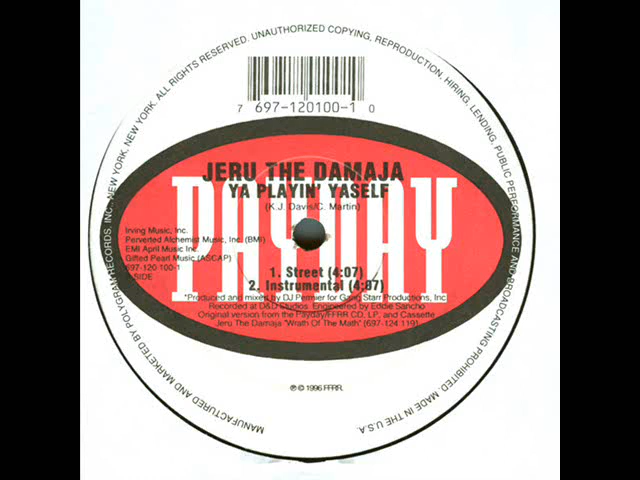 MANUFACTURED AND MARKETED BY POLYGRAM RECORDS, INC., NEW YORK, NEW YORK. ALL RIGHTS RESERVED. UNAUTHORIZED COPYING, REPRODUCTION, HIRING, LENDING, PUBLIC PERFORMANCE AND BROADCASTING PROHIBITED. MADE IN THE U.S.A.
7 697-120100-1 0
JERU THE DAMAJA
YA PLAYIN' YASELF
(K.J. Davis/C. Martin)
PAYDAY
Irving Music, Inc.
Perverted Alchemist Music, Inc. (BMI)
EMI April Music Inc.
Gifted Pearl Music (ASCAP)
697-120 100-1
SIDE
1. Street (4:07)
2. Instrumental (4:07)
*Produced and mixed by DJ Premier for Gang Starr Productions, Inc.
Recorded at D&D Studios. Engineered by Eddie Sancho
Original version from the Payday/FFRR CD, LP, and Cassette
Jeru The Damaja "Wrath Of The Math" (697-124 119)
℗ © 1996 FFRR.